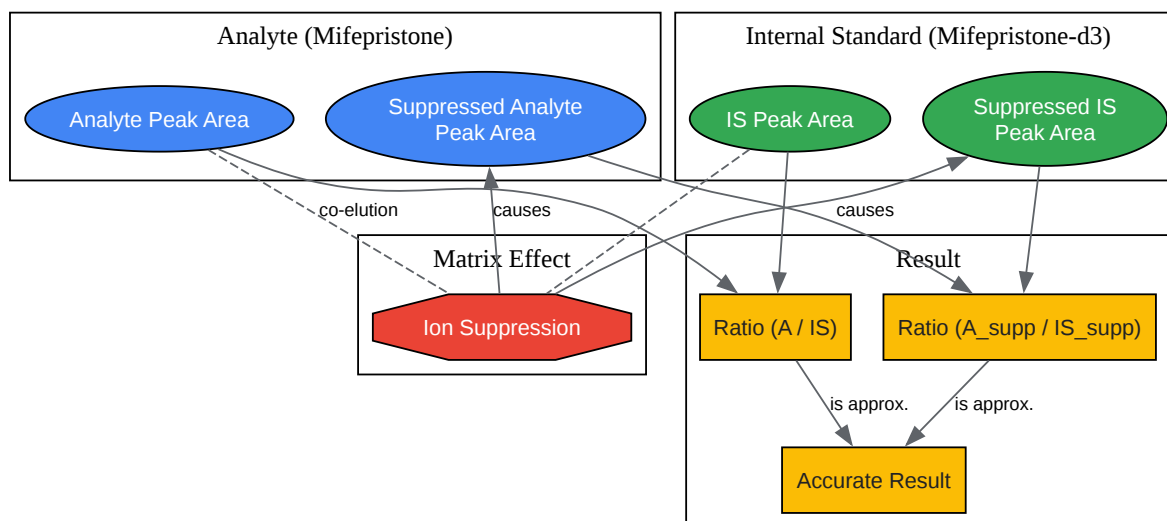 Analyte (Mifepristone)
Internal Standard (Mifepristone-d3)
Analyte Peak Area
Suppressed Analyte
Peak Area
IS Peak Area
Suppressed IS
Peak Area
co-elution
causes
causes
Matrix Effect
Result
Ion Suppression
Ratio (A / IS)
Ratio (A_supp / IS_supp)
is approx.
is approx.
Accurate Result